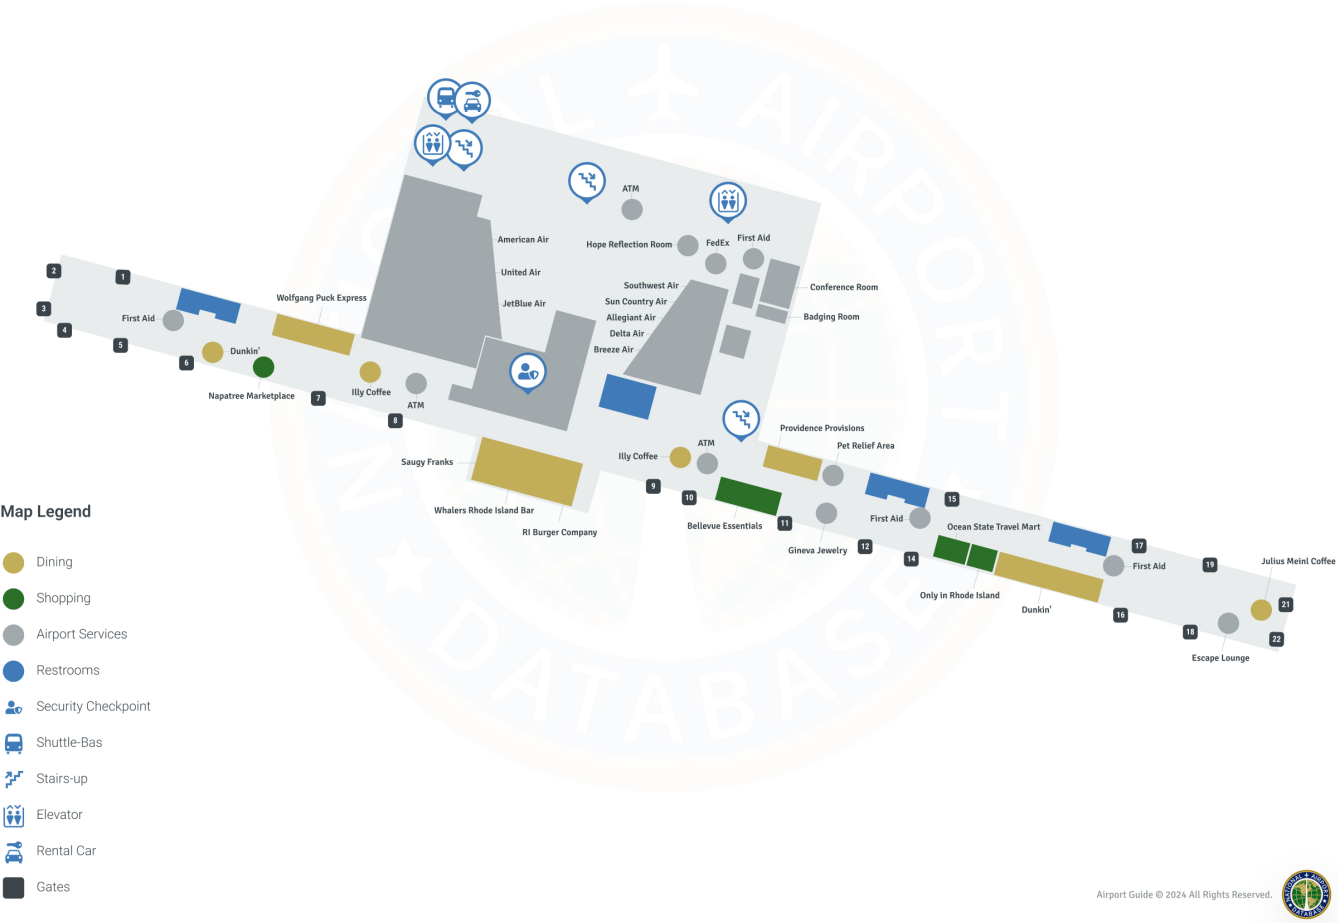 NATIONAL AIRPORT
DATABASE
ATM
American Air
United Air
JetBlue Air
Hope Reflection Room
FedEx
First Aid
Southwest Air
Sun Country Air
Allegiant Air
Delta Air
Breeze Air
Conference Room
Badging Room
2
1
3
4
5
6
7
8
First Aid
Wolfgang Puck Express
Dunkin'
Napatree Marketplace
Illy Coffee
ATM
Saugy Franks
Whalers Rhode Island Bar
RI Burger Company
Illy Coffee
ATM
Providence Provisions
Pet Relief Area
9
10
Bellevue Essentials
11
Gineva Jewelry
12
First Aid
15
Ocean State Travel Mart
14
Only in Rhode Island
Dunkin'
17
First Aid
16
19
Julius Meinl Coffee
21
22
18
Escape Lounge
Map Legend
Dining
Shopping
Airport Services
Restrooms
Security Checkpoint
Shuttle-Bas
Stairs-up
Elevator
Rental Car
Gates
Airport Guide © 2024 All Rights Reserved.
NATIONAL AIRPORT
DATABASE